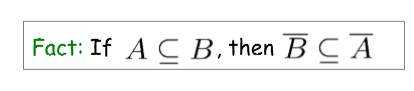 Fact: If A ⊆ B, then B̅ ⊆ A̅